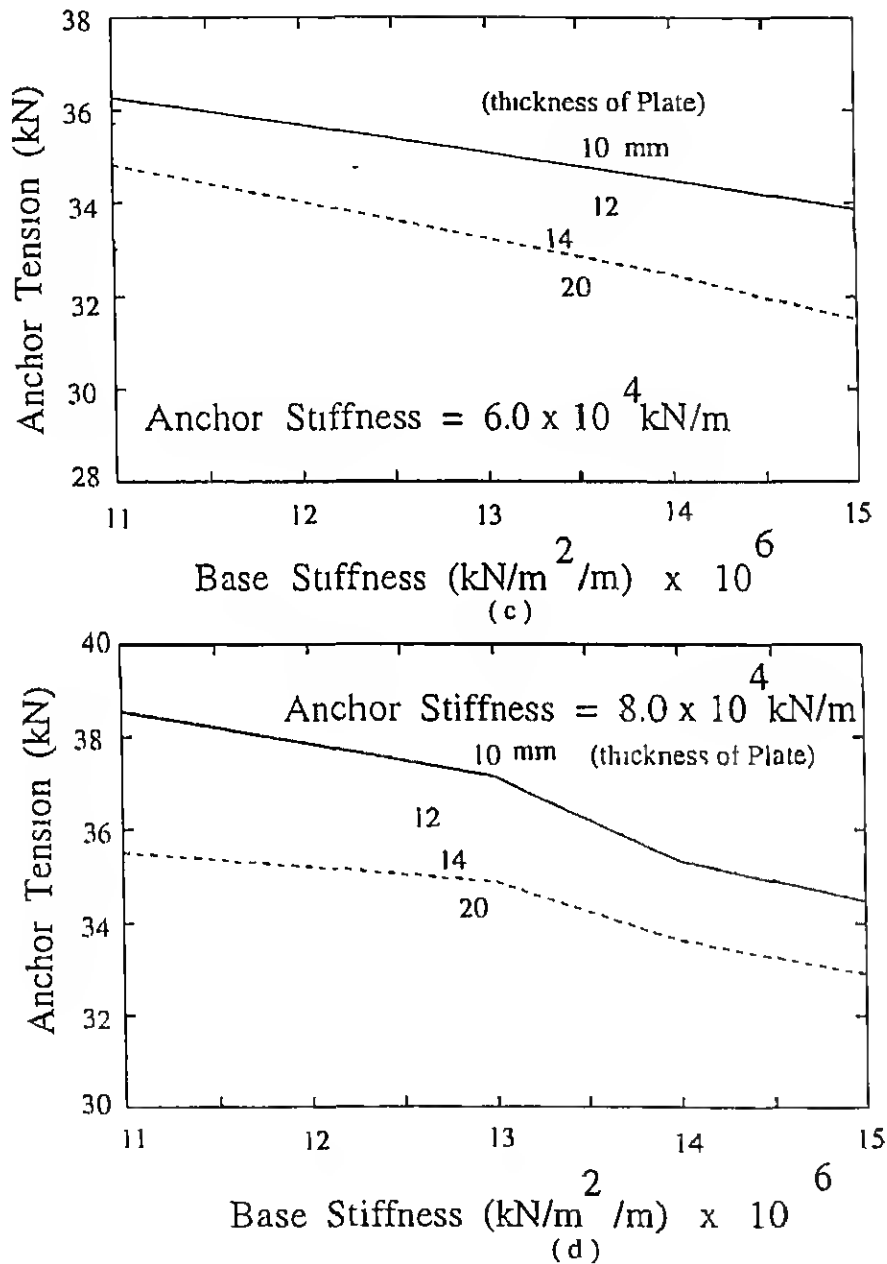 38
36
34
32
30
28
Anchor Tension (kN)
(thickness of Plate)
10 mm
12
14
20
Anchor Stiffness = 6.0 x 10^4 kN/m
11 12 13 14 15
Base Stiffness (kN/m^2/m) x 10^6
(c)
40
38
36
34
32
30
Anchor Tension (kN)
Anchor Stiffness = 8.0 x 10^4 kN/m
10 mm (thickness of Plate)
12
14
20
11 12 13 14 15
Base Stiffness (kN/m^2/m) x 10^6
(d)